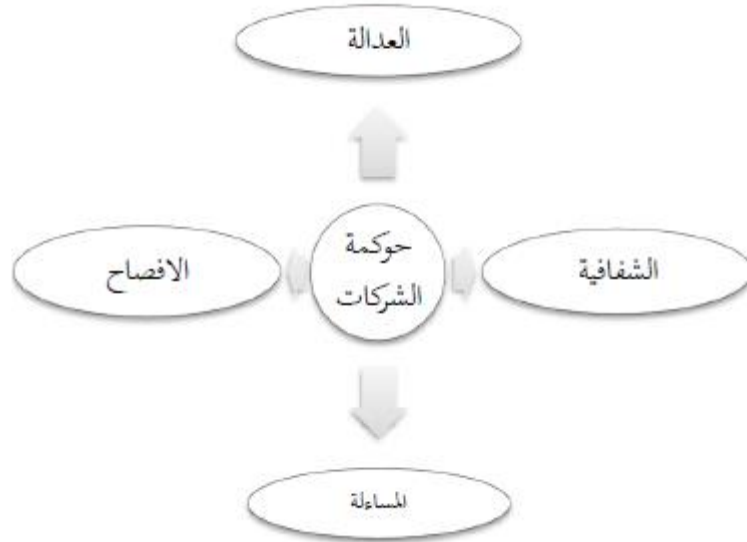 العدالة
حوكمة
الشركات
الشفافية
الافصاح
المساءلة